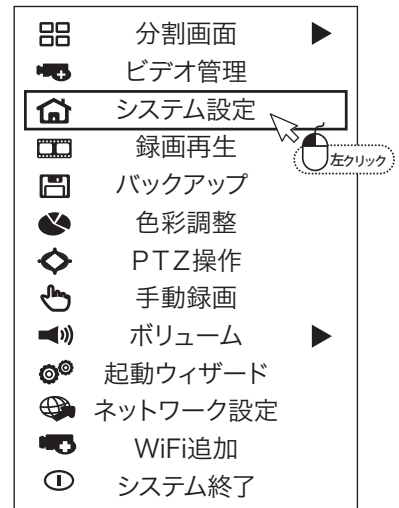 分割画面
ビデオ管理
システム設定
録画再生
左クリック
バックアップ
色彩調整
PTZ操作
手動録画
ボリューム
起動ウィザード
ネットワーク設定
WiFi追加
システム終了